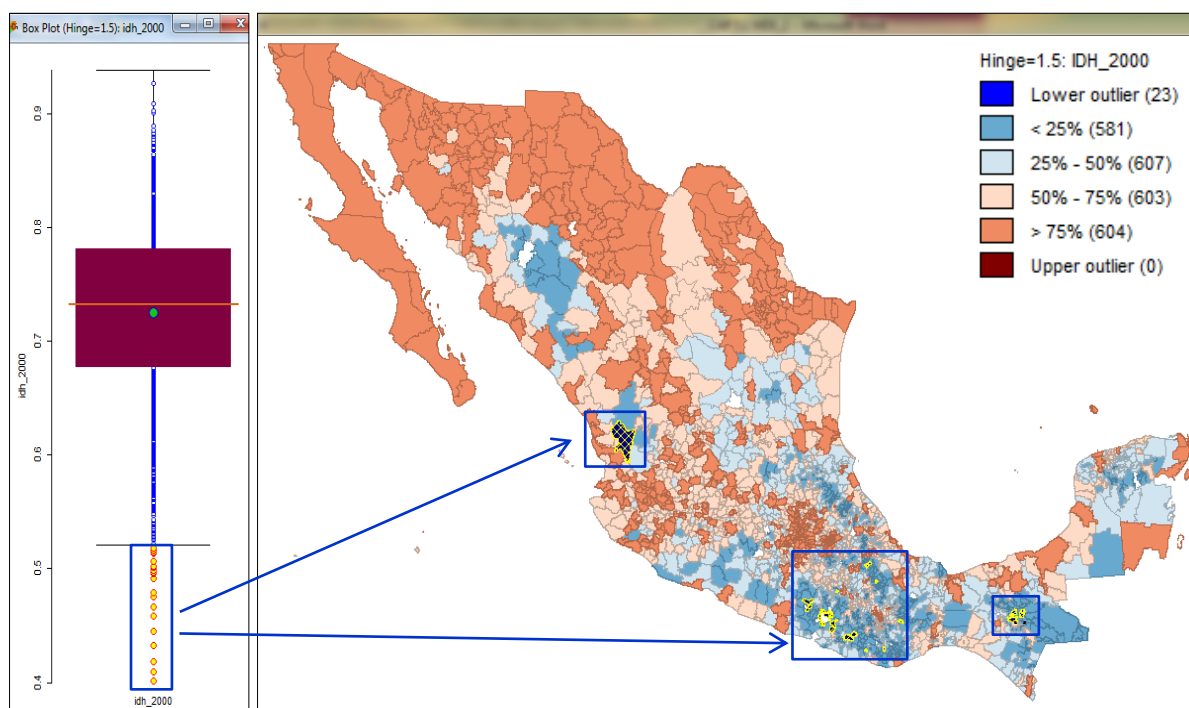 Box Plot (Hinge=1.5): idh_2000
idh_2000
0.9
0.8
0.7
0.6
0.5
0.4
idh_2000
Hinge=1.5: IDH_2000
Lower outlier (23)
< 25% (581)
25% - 50% (607)
50% - 75% (603)
> 75% (604)
Upper outlier (0)